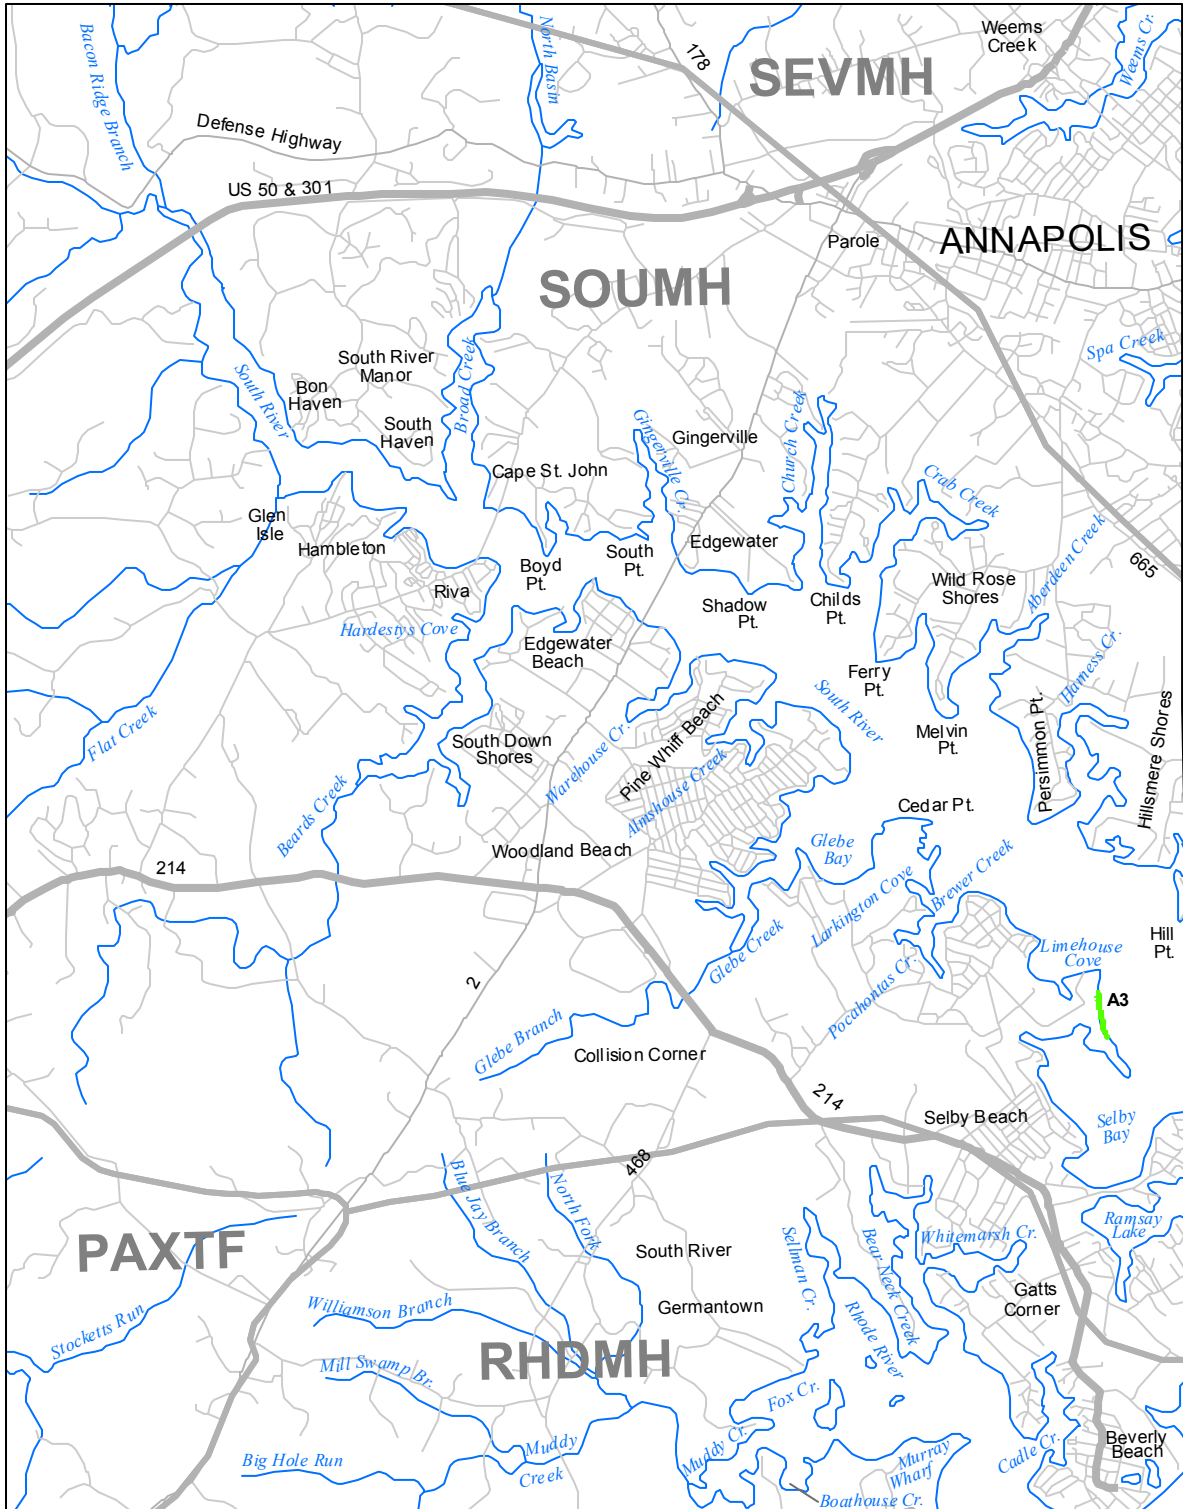 Weems
Creek
Weems Cr.
Bacon Ridge Branch
North Basin
178
SEVMH
Defense Highway
US 50 & 301
Parole
ANNAPOLIS
SOUMH
Spa Creek
South River
Manor
Bon
Haven
South River
Broad Creek
South
Haven
Gingerville Cr.
Gingerville
Church Creek
Cape St. John
Crab Creek
Glen
Isle
Hambleton
Boyd
Pt.
South
Pt.
Edgewater
Aberdeen Creek
665
Riva
Shadow
Pt.
Childs
Pt.
Wild Rose
Shores
Hardestys Cove
Edgewater
Beach
Ferry
Pt.
Harness Cr.
Flat Creek
South Down
Shores
Warehouse Cr.
Pine Whiff Beach
Almshouse Creek
South River
Melvin
Pt.
Persimmon Pt.
Hillsmere Shores
Beards Creek
Cedar Pt.
214
Woodland Beach
Glebe
Bay
Larkington Cove
Brewer Creek
Hill
Pt.
Limehouse
Cove
Glebe Creek
Pocahontas Cr.
A3
2
Glebe Branch
Collision Corner
214
Selby Beach
Selby
Bay
468
Blue Jay Branch
North Fork
PAXTF
South River
Sellman Cr.
Bear Neck Creek
Whitemarsh Cr.
Ramsay
Lake
Stocketts Run
Williamson Branch
Germantown
Rhode River
Gatts
Corner
RHDMH
Mill Swamp Br.
Fox Cr.
Big Hole Run
Muddy
Creek
Muddy Cr.
Murray
Wharf
Boathouse Cr.
Cadle Cr.
Beverly
Beach